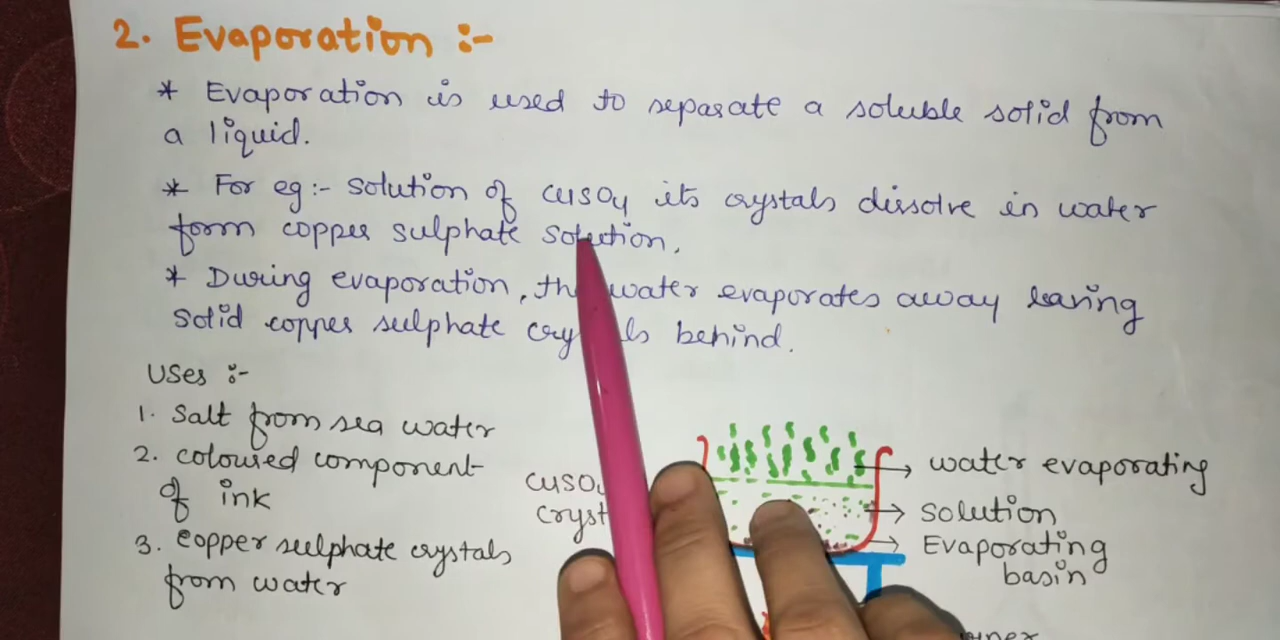 2. Evaporation :-
* Evaporation is used to separate a soluble solid from
a liquid.
* For eg:- solution of CUSO4 its crystals dissolve in water
form copper sulphate solution.
* During evaporation, the water evaporates away leaving
solid copper sulphate crystals behind.
Uses :-
1. Salt from sea water
2. coloured component
of ink
3. copper sulphate crystals
from water
CUSO4
cryst
water evaporating
solution
Evaporating
basin